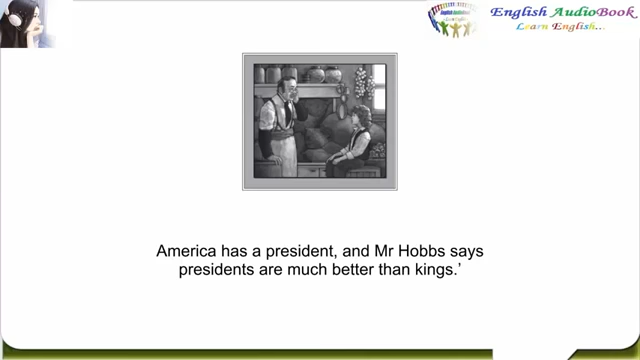 English AudioBook
Learn English...
America has a president, and Mr Hobbs says
presidents are much better than kings.’